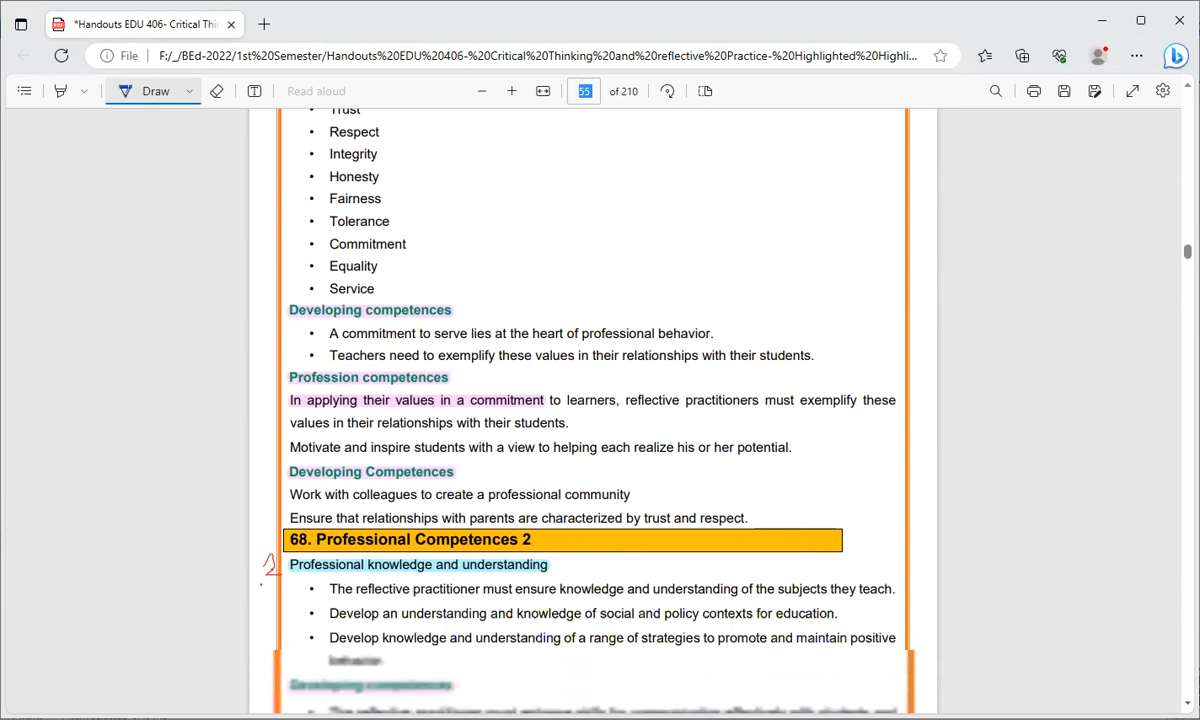 *Handouts EDU 406- Critical Thi
File
F:/_/BEd-2022/1st%20Semester/Handouts%20EDU%20406-%20Critical%20Thinking%20and%20reflective%20Practice-%20Highlighted%20Highli...
Draw
Read aloud
55 of 210
• Trust
• Respect
• Integrity
• Honesty
• Fairness
• Tolerance
• Commitment
• Equality
• Service
Developing competences
• A commitment to serve lies at the heart of professional behavior.
• Teachers need to exemplify these values in their relationships with their students.
Profession competences
In applying their values in a commitment to learners, reflective practitioners must exemplify these
values in their relationships with their students.
Motivate and inspire students with a view to helping each realize his or her potential.
Developing Competences
Work with colleagues to create a professional community
Ensure that relationships with parents are characterized by trust and respect.
68. Professional Competences 2
Professional knowledge and understanding
• The reflective practitioner must ensure knowledge and understanding of the subjects they teach.
• Develop an understanding and knowledge of social and policy contexts for education.
• Develop knowledge and understanding of a range of strategies to promote and maintain positive
behavior.
Developing competences